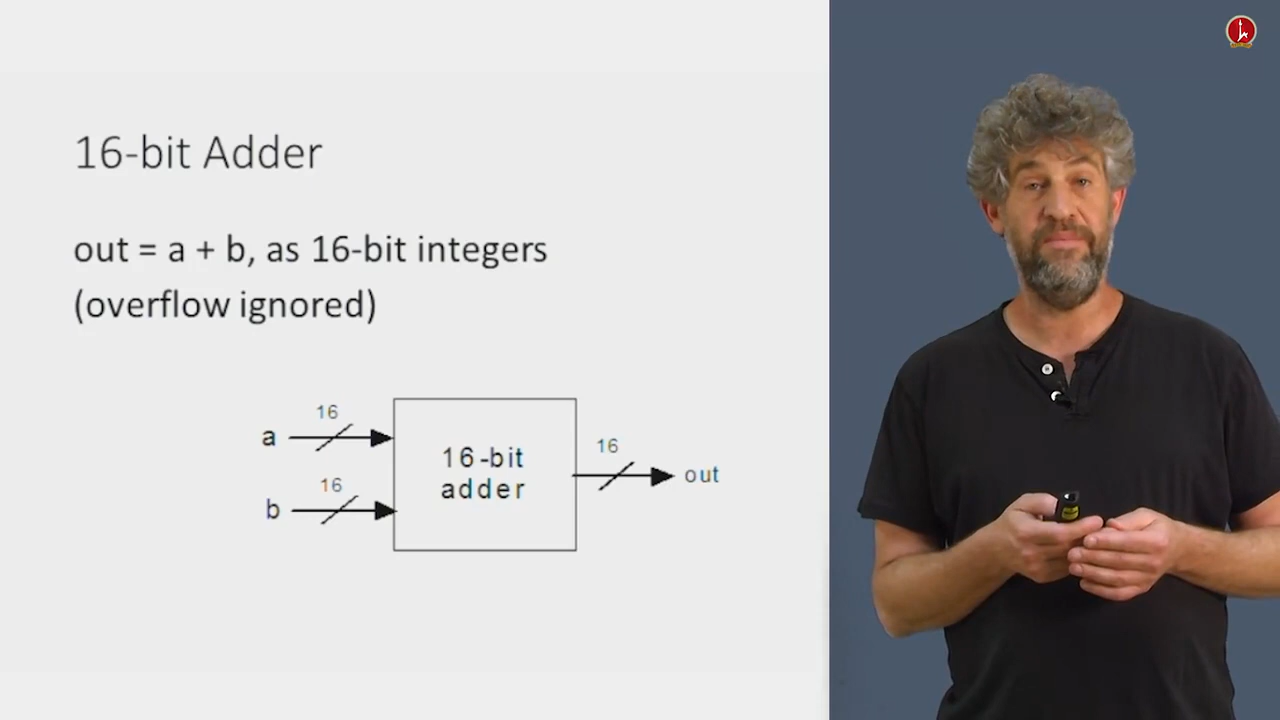 16-bit Adder
out = a + b, as 16-bit integers
(overflow ignored)
16
a
16
b
16-bit
adder
16
out